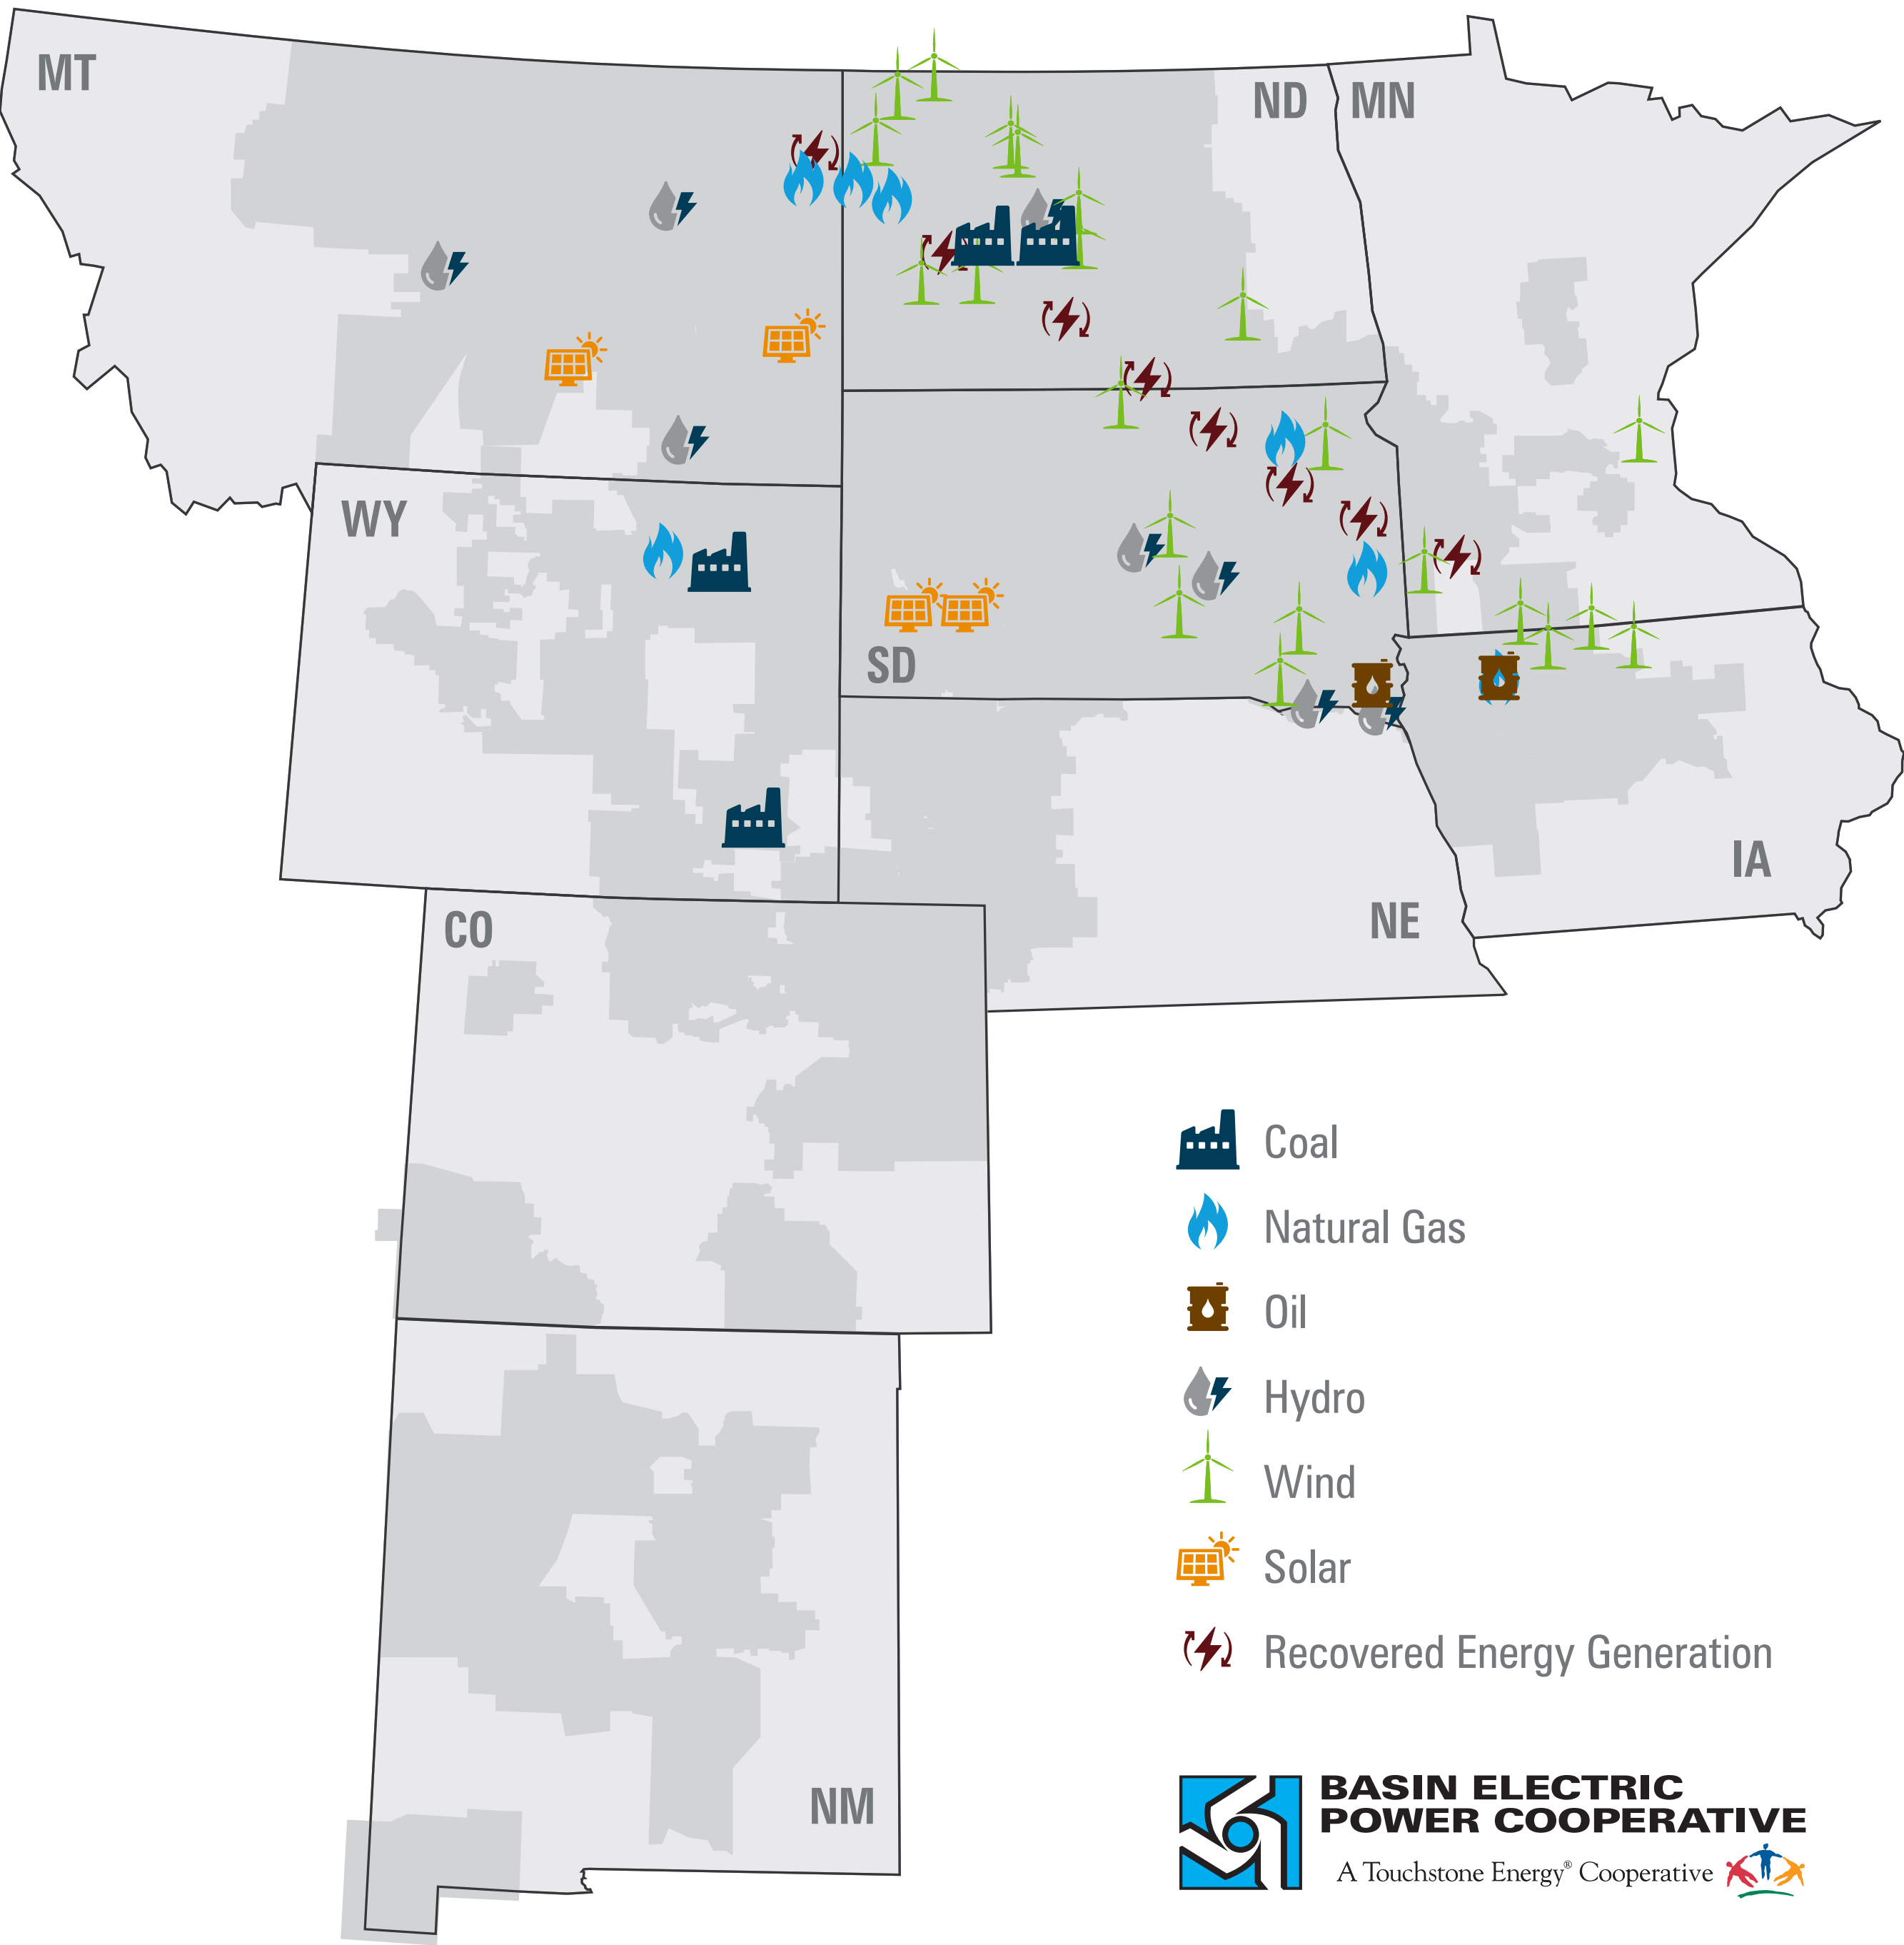 MT
ND
MN
WY
SD
IA
NE
CO
Coal
Natural Gas
Oil
Hydro
Wind
Solar
Recovered Energy Generation
NM
BASIN ELECTRIC
POWER COOPERATIVE
A Touchstone Energy® Cooperative